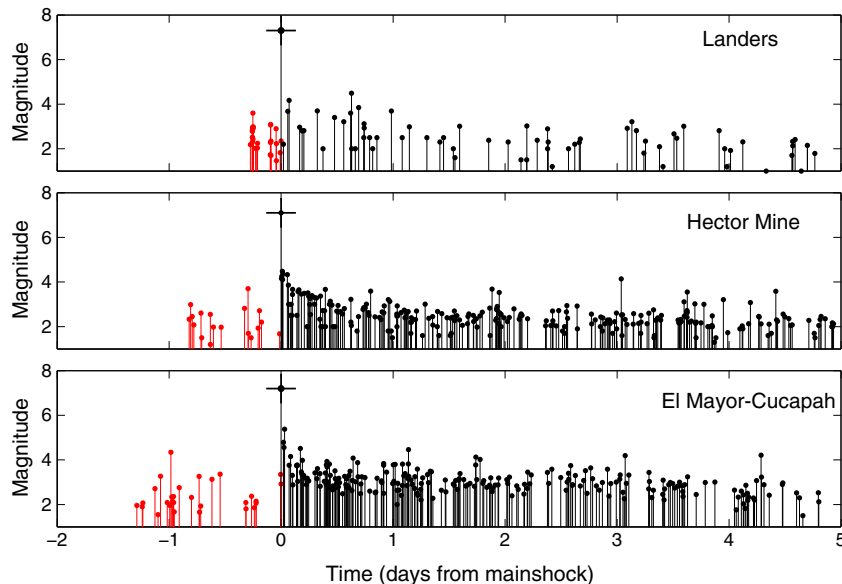 8
Landers
6
Magnitude
4
2
8
Hector Mine
6
Magnitude
4
2
8
El Mayor-Cucapah
6
Magnitude
4
2
−2 −1 0 1 2 3 4 5
Time (days from mainshock)